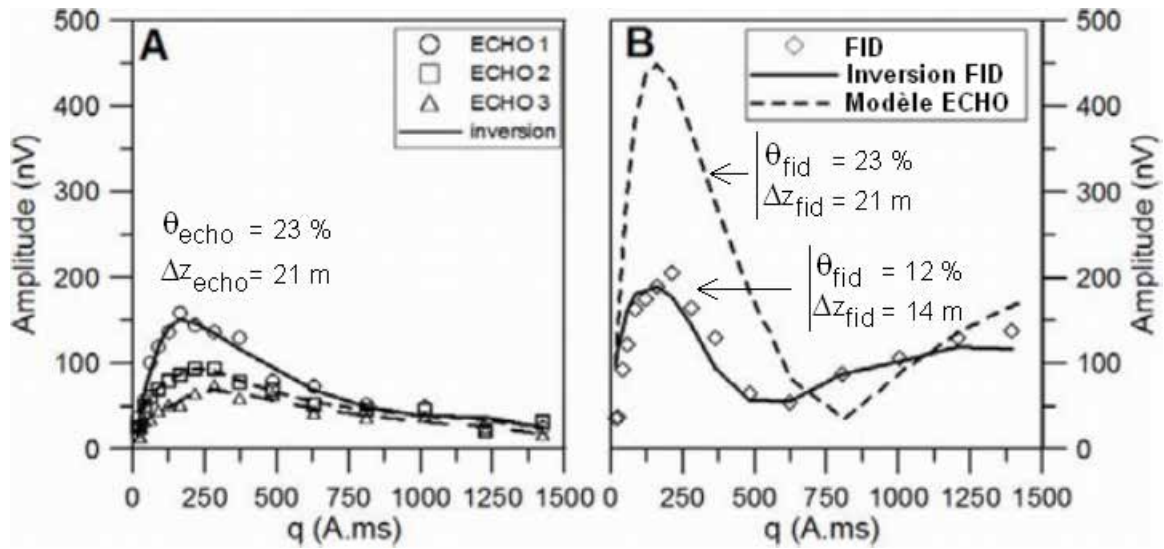 A
ECHO 1
ECHO 2
ECHO 3
inversion
θecho = 23 %
Δzecho= 21 m
Amplitude (nV)
500
400
300
200
100
0
0 250 500 750 1000 1250 1500
q (A.ms)
B
FID
Inversion FID
Modèle ECHO
θfid = 23 %
Δzfid = 21 m
θfid = 12 %
Δzfid = 14 m
Amplitude (nV)
500
400
300
200
100
0
0 250 500 750 1000 1250 1500
q (A.ms)